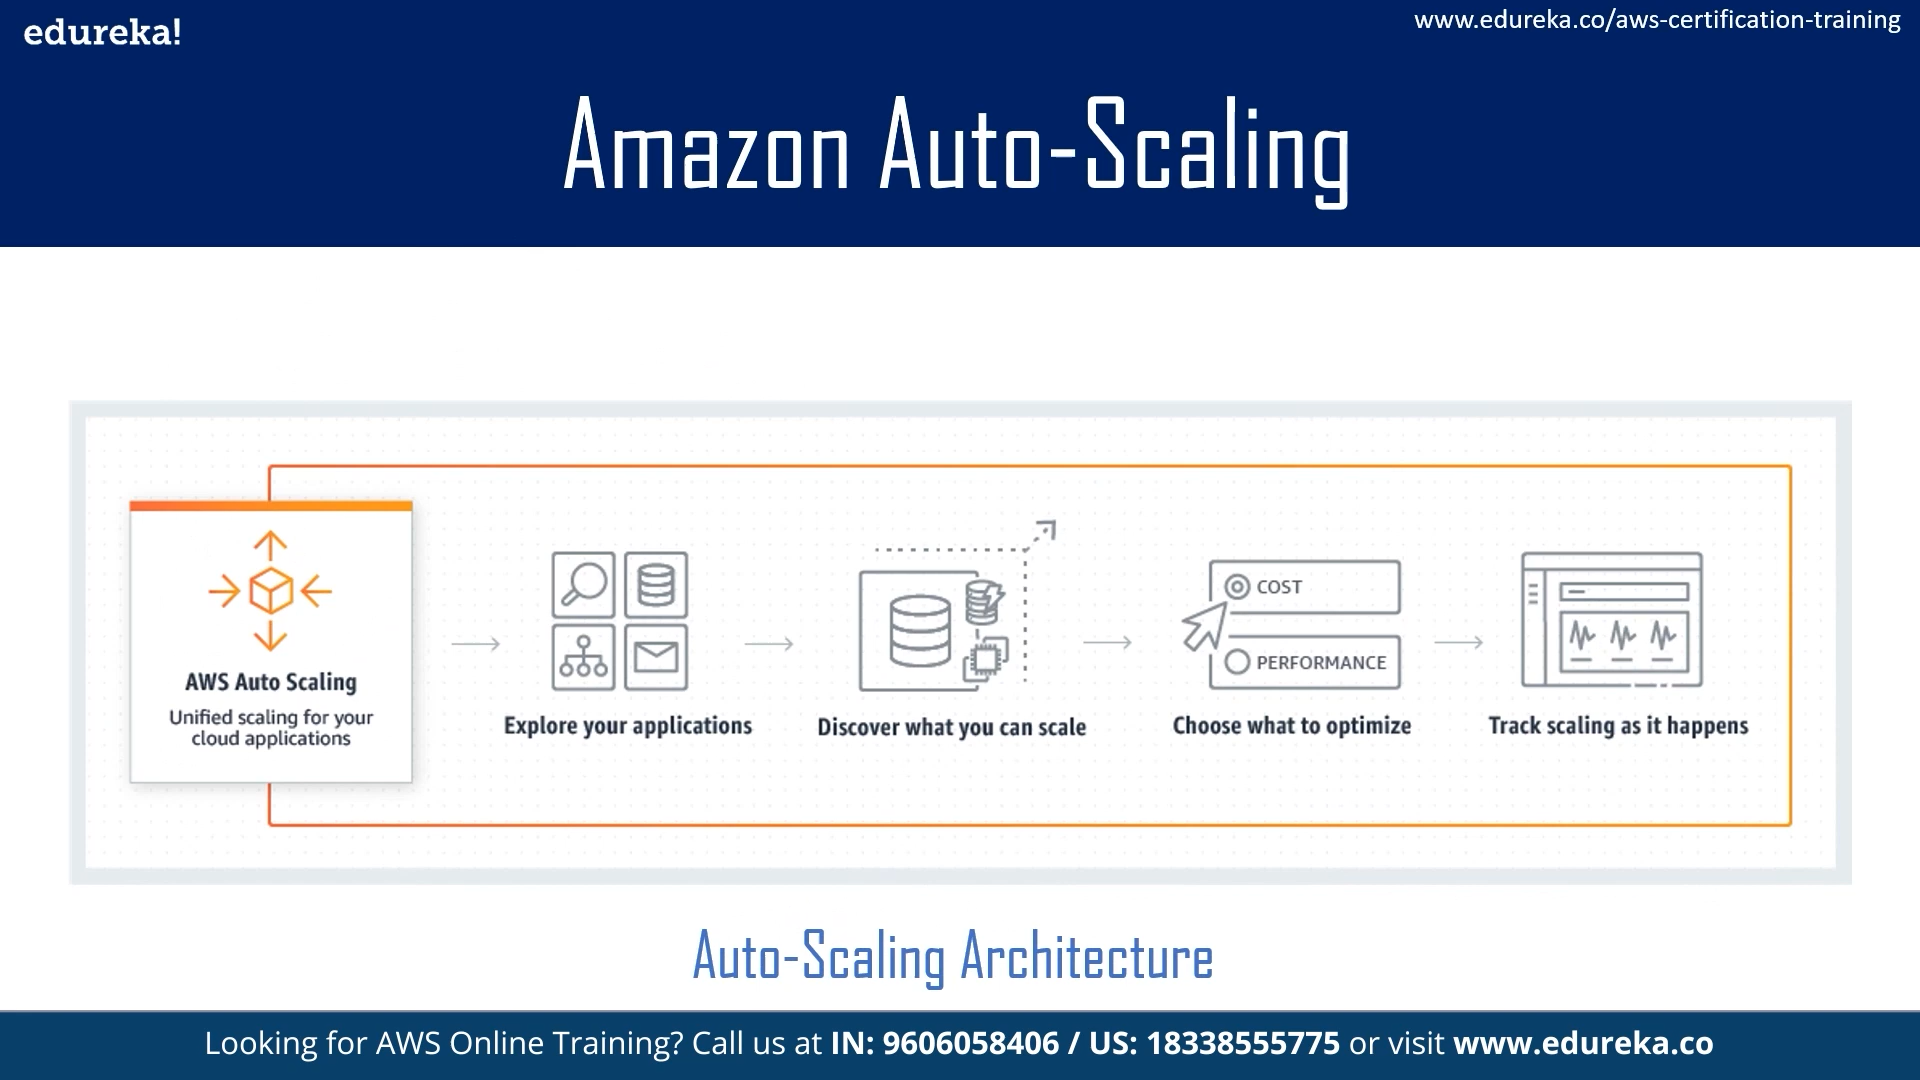 edureka!
www.edureka.co/aws-certification-training
Amazon Auto-Scaling
AWS Auto Scaling
Unified scaling for your
cloud applications
Explore your applications
Discover what you can scale
COST
PERFORMANCE
Choose what to optimize
Track scaling as it happens
Auto-Scaling Architecture
Looking for AWS Online Training? Call us at IN: 9606058406 / US: 18338555775 or visit www.edureka.co